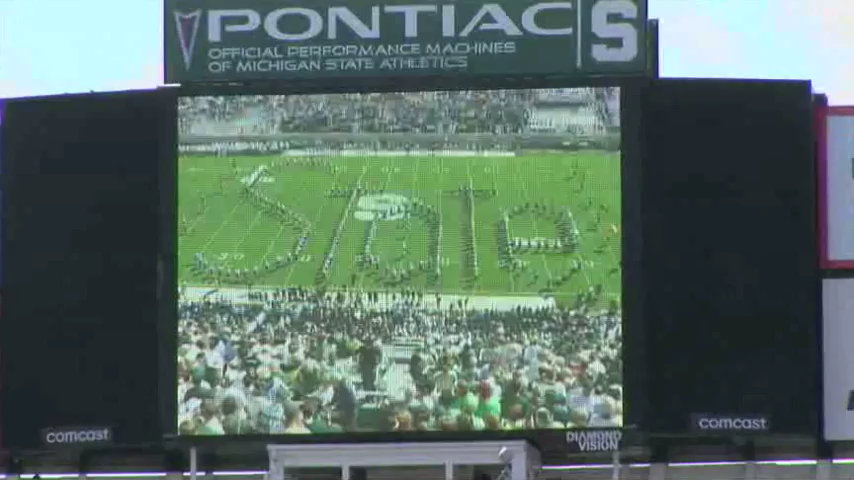 PONTIAC S
OFFICIAL PERFORMANCE MACHINES
OF MICHIGAN STATE ATHLETICS
S
State
comcast
comcast
DIAMOND
VISION